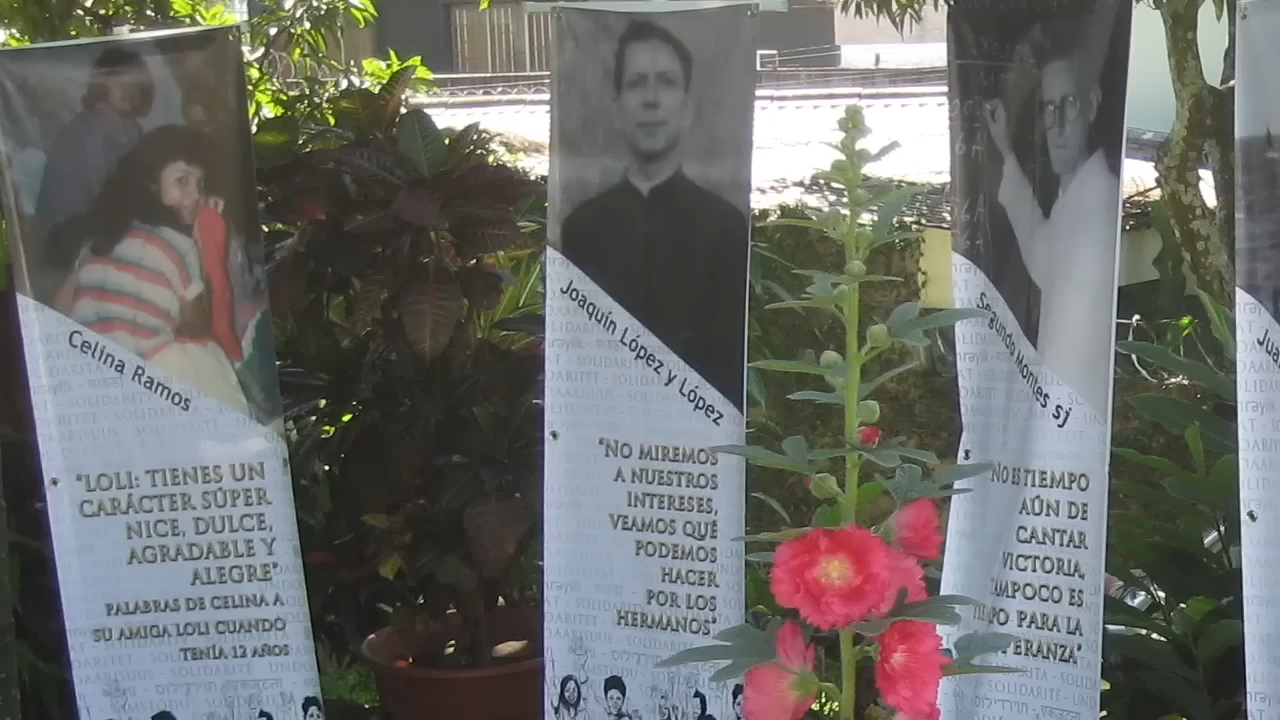 Celina Ramos
"LOLI: TIENES UN
CARÁCTER SÚPER
NICE, DULCE,
AGRADABLE Y
ALEGRE"
PALABRAS DE CELINA A
SU AMIGA LOLI CUANDO
TENÍA 12 AÑOS
Joaquín López y López
"NO MIREMOS
A NUESTROS
INTERESES,
VEAMOS QUÉ
PODEMOS
HACER
POR LOS
HERMANOS"
Segundo Montes sj
"NO ES TIEMPO
AÚN DE
CANTAR
VICTORIA,
TAMPOCO ES
PARA LA